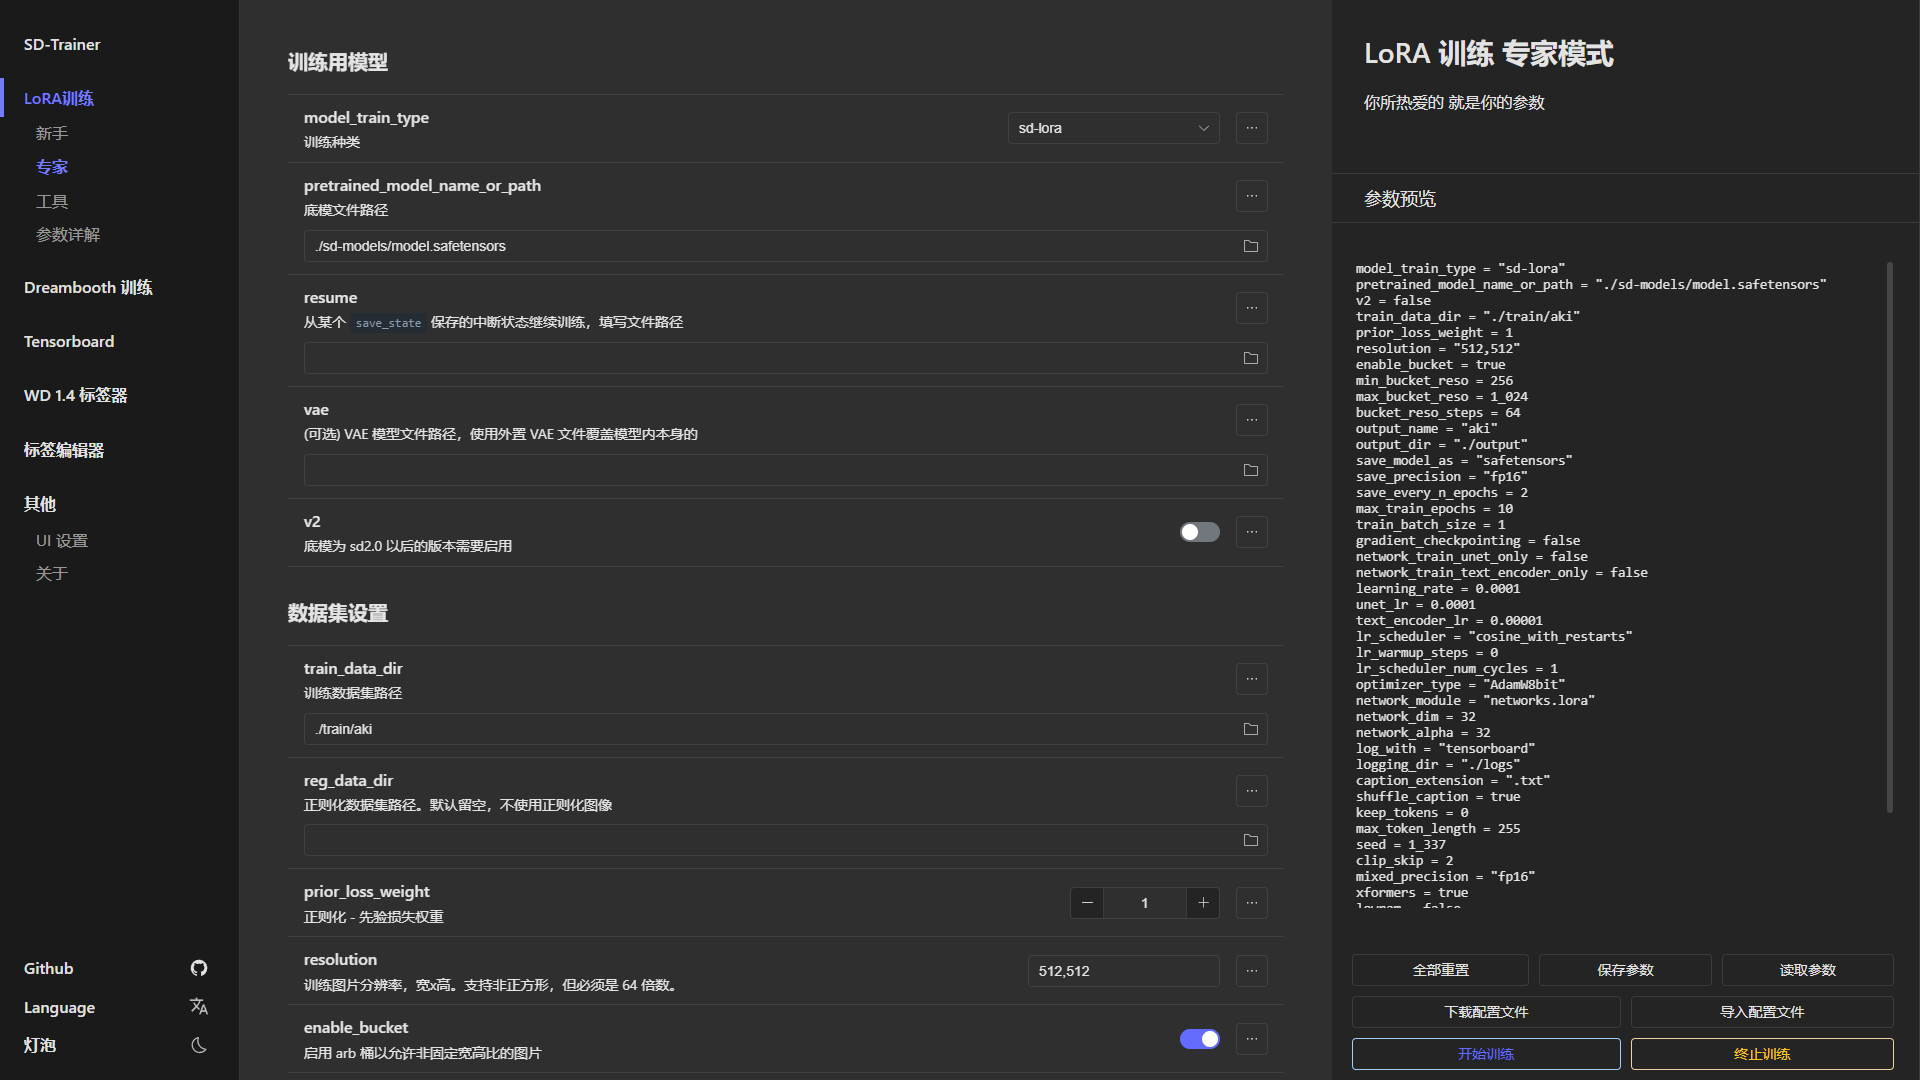 SD-Trainer
LoRA训练
新手
专家
工具
参数详解
Dreambooth 训练
Tensorboard
WD 1.4 标签器
标签编辑器
其他
UI 设置
关于
Github
Language
灯泡
训练用模型
model_train_type
训练种类
sd-lora
pretrained_model_name_or_path
底模文件路径
./sd-models/model.safetensors
resume
从某个 save_state 保存的中断状态继续训练，填写文件路径
vae
(可选) VAE 模型文件路径，使用外置 VAE 文件覆盖模型内本身的
v2
底模为 sd2.0 以后的版本需要启用
数据集设置
train_data_dir
训练数据集路径
./train/aki
reg_data_dir
正则化数据集路径。默认留空，不使用正则化图像
prior_loss_weight
正则化 - 先验损失权重
1
resolution
训练图片分辨率，宽x高。支持非正方形，但必须是 64 倍数。
512,512
enable_bucket
启用 arb 桶以允许非固定宽高比的图片
LoRA 训练 专家模式
你所热爱的 就是你的参数
参数预览
model_train_type = "sd-lora"
pretrained_model_name_or_path = "./sd-models/model.safetensors"
v2 = false
train_data_dir = "./train/aki"
prior_loss_weight = 1
resolution = "512,512"
enable_bucket = true
min_bucket_reso = 256
max_bucket_reso = 1_024
bucket_reso_steps = 64
output_name = "aki"
output_dir = "./output"
save_model_as = "safetensors"
save_precision = "fp16"
save_every_n_epochs = 2
max_train_epochs = 10
train_batch_size = 1
gradient_checkpointing = false
network_train_unet_only = false
network_train_text_encoder_only = false
learning_rate = 0.0001
unet_lr = 0.0001
text_encoder_lr = 0.00001
lr_scheduler = "cosine_with_restarts"
lr_warmup_steps = 0
lr_scheduler_num_cycles = 1
optimizer_type = "AdamW8bit"
network_module = "networks.lora"
network_dim = 32
network_alpha = 32
log_with = "tensorboard"
logging_dir = "./logs"
caption_extension = ".txt"
shuffle_caption = true
keep_tokens = 0
max_token_length = 255
seed = 1_337
clip_skip = 2
mixed_precision = "fp16"
xformers = true
lowram = false
全部重置
保存参数
读取参数
下载配置文件
导入配置文件
开始训练
终止训练